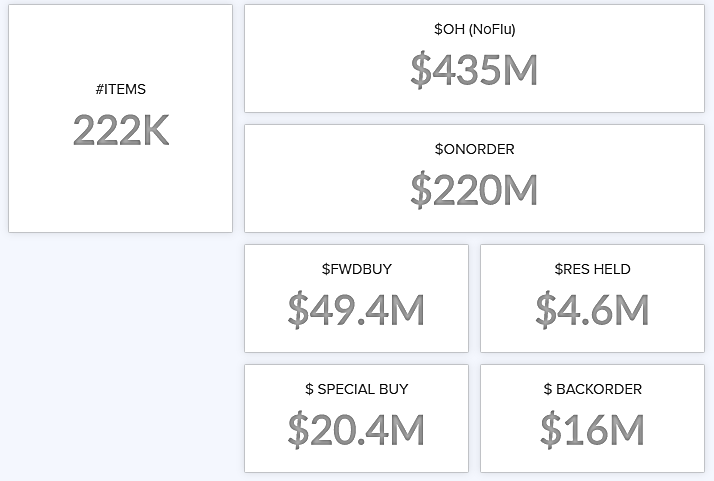 #ITEMS
222K
$OH (NoFlu)
$435M
$ONORDER
$220M
$FWDBUY
$49.4M
$RES HELD
$4.6M
$ SPECIAL BUY
$20.4M
$ BACKORDER
$16M